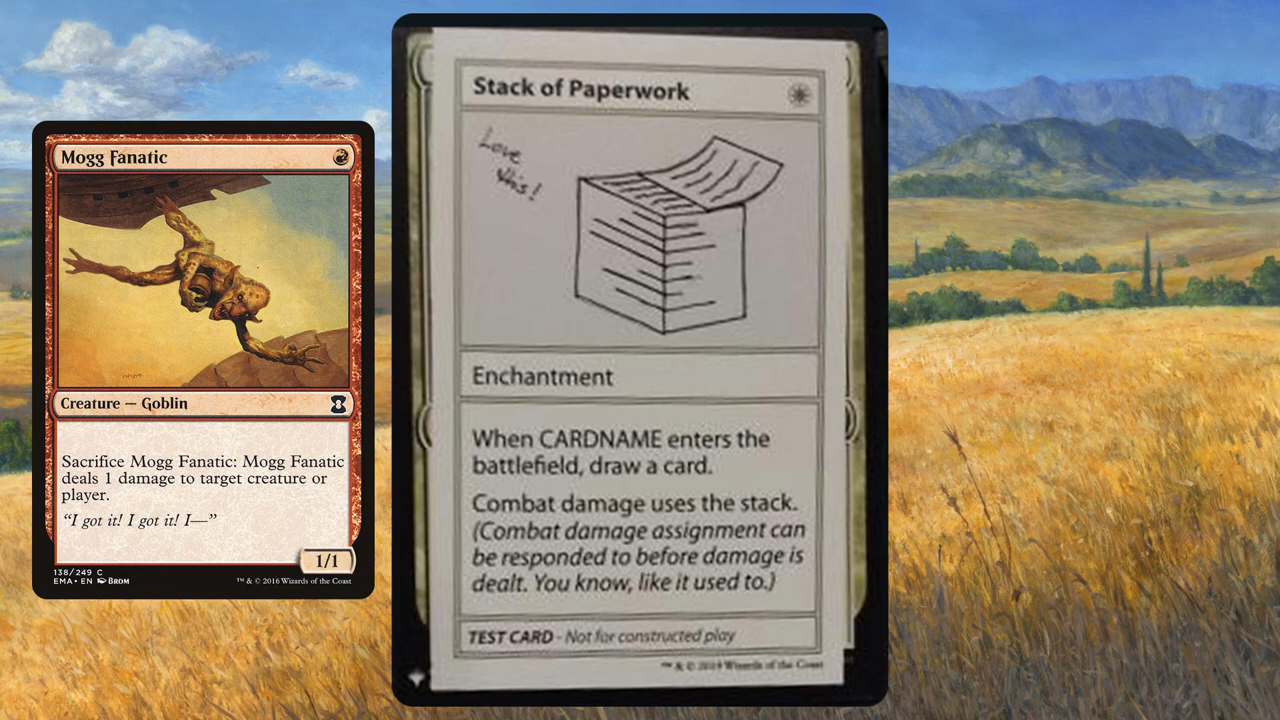 Mogg Fanatic
Creature — Goblin
Sacrifice Mogg Fanatic: Mogg Fanatic
deals 1 damage to target creature or
player.
“I got it! I got it! I—”
1/1
138/249 C
EMA • EN Brom
™ & © 2016 Wizards of the Coast
Stack of Paperwork
Love
this!
Enchantment
When CARDNAME enters the
battlefield, draw a card.
Combat damage uses the stack.
(Combat damage assignment can
be responded to before damage is
dealt. You know, like it used to.)
TEST CARD - Not for constructed play
™ & © 2019 Wizards of the Coast